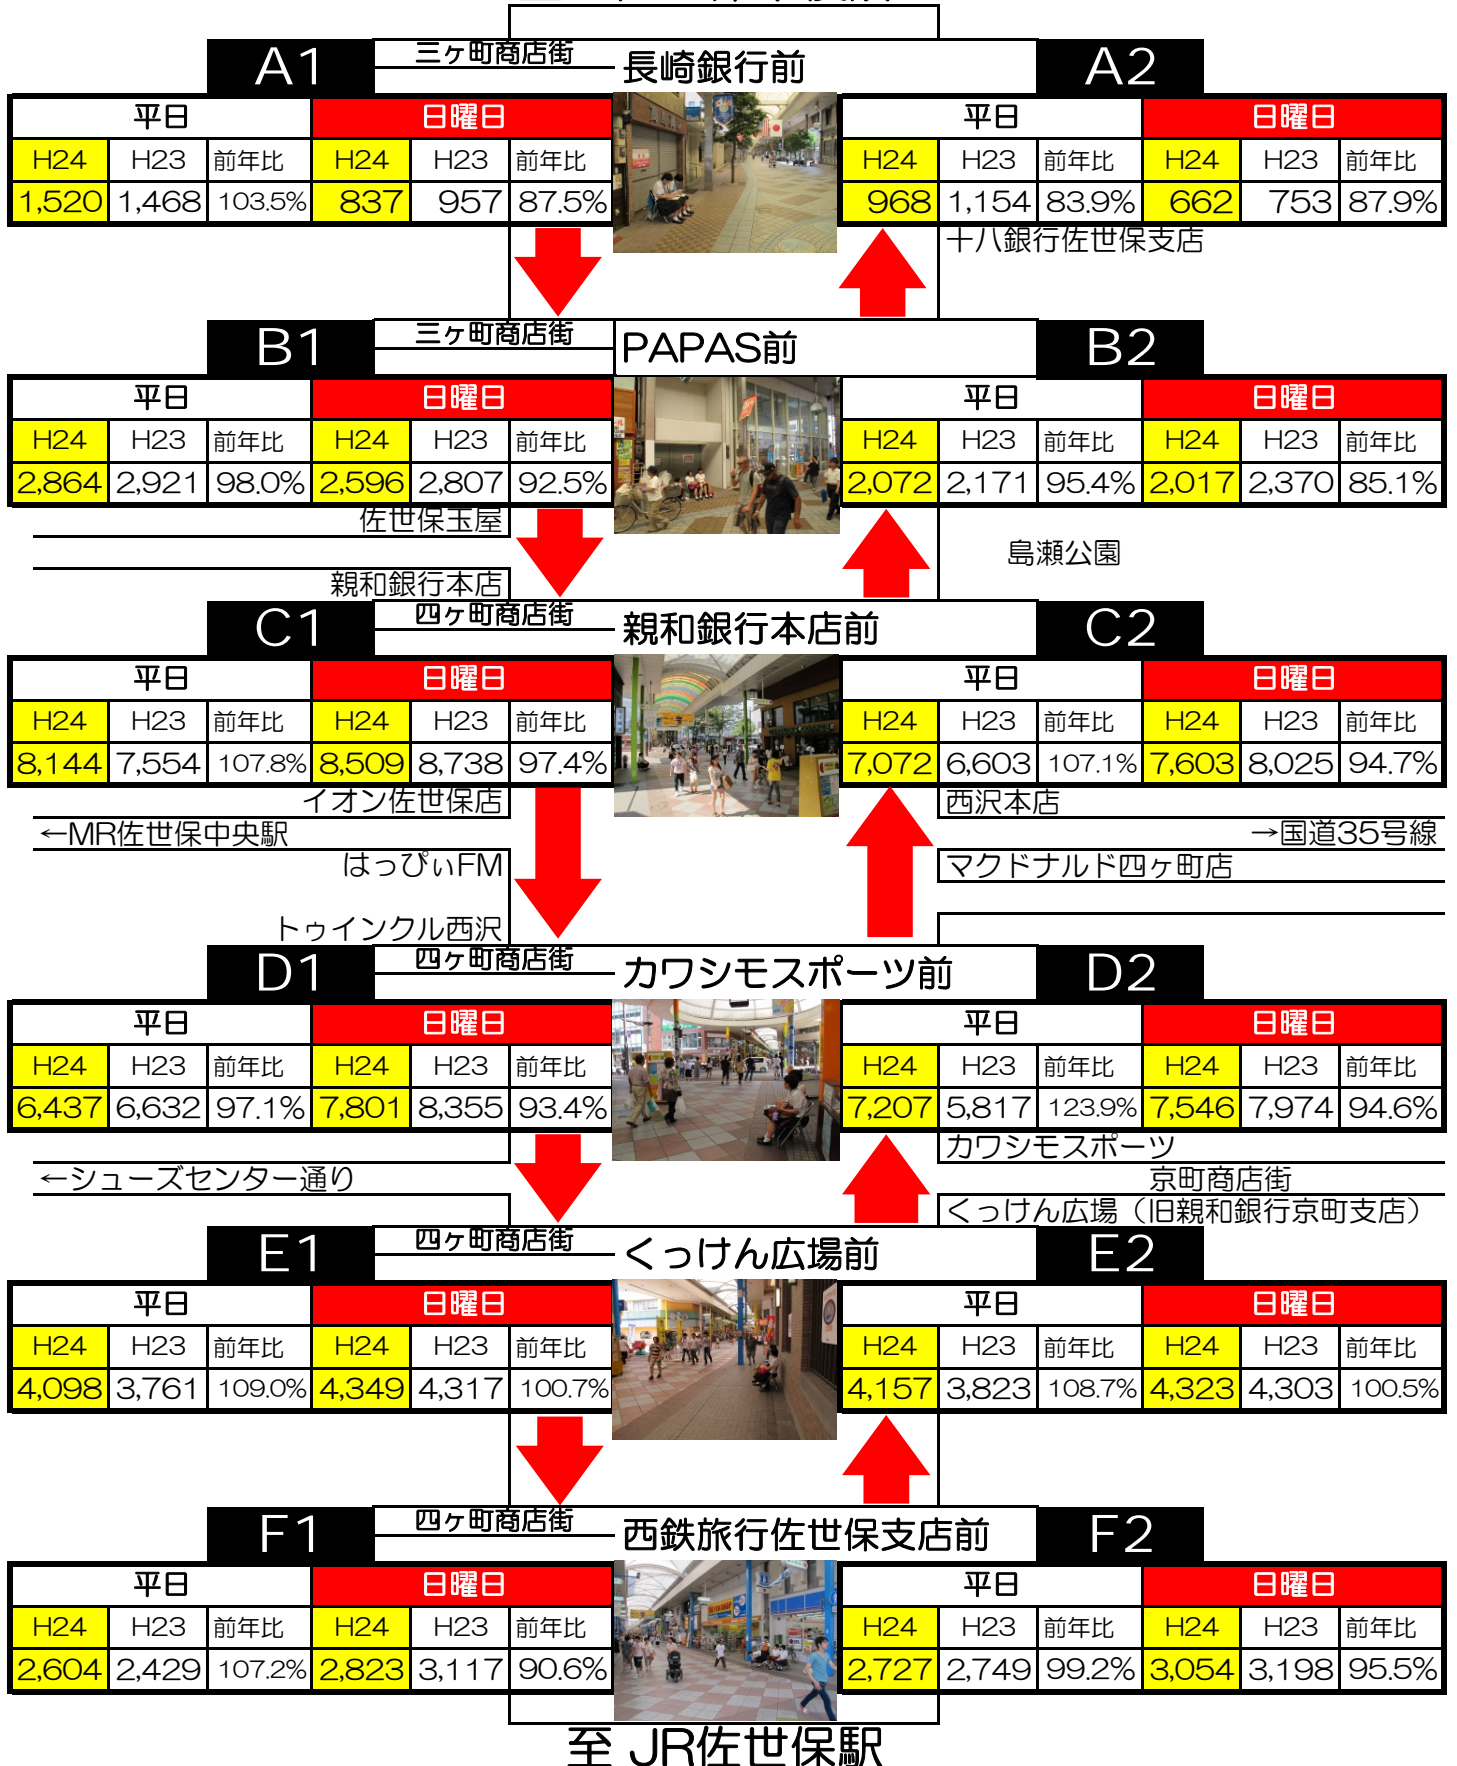 A1 三ヶ町商店街 長崎銀行前 A2
平日 日曜日 平日 日曜日
H24 H23 前年比 H24 H23 前年比 H24 H23 前年比 H24 H23 前年比
1,520 1,468 103.5% 837 957 87.5% 968 1,154 83.9% 662 753 87.9%
十八銀行佐世保支店
B1 三ヶ町商店街 PAPAS前 B2
平日 日曜日 平日 日曜日
H24 H23 前年比 H24 H23 前年比 H24 H23 前年比 H24 H23 前年比
2,864 2,921 98.0% 2,596 2,807 92.5% 2,072 2,171 95.4% 2,017 2,370 85.1%
佐世保玉屋
島瀬公園
親和銀行本店
C1 四ヶ町商店街 親和銀行本店前 C2
平日 日曜日 平日 日曜日
H24 H23 前年比 H24 H23 前年比 H24 H23 前年比 H24 H23 前年比
8,144 7,554 107.8% 8,509 8,738 97.4% 7,072 6,603 107.1% 7,603 8,025 94.7%
イオン佐世保店 西沢本店
←MR佐世保中央駅 →国道35号線
はっぴぃFM マクドナルド四ヶ町店
トゥインクル西沢
D1 四ヶ町商店街 カワシモスポーツ前 D2
平日 日曜日 平日 日曜日
H24 H23 前年比 H24 H23 前年比 H24 H23 前年比 H24 H23 前年比
6,437 6,632 97.1% 7,801 8,355 93.4% 7,207 5,817 123.9% 7,546 7,974 94.6%
カワシモスポーツ
←シューズセンター通り 京町商店街
くっけん広場（旧親和銀行京町支店）
E1 四ヶ町商店街 くっけん広場前 E2
平日 日曜日 平日 日曜日
H24 H23 前年比 H24 H23 前年比 H24 H23 前年比 H24 H23 前年比
4,098 3,761 109.0% 4,349 4,317 100.7% 4,157 3,823 108.7% 4,323 4,303 100.5%
F1 四ヶ町商店街 西鉄旅行佐世保支店前 F2
平日 日曜日 平日 日曜日
H24 H23 前年比 H24 H23 前年比 H24 H23 前年比 H24 H23 前年比
2,604 2,429 107.2% 2,823 3,117 90.6% 2,727 2,749 99.2% 3,054 3,198 95.5%
至 JR佐世保駅